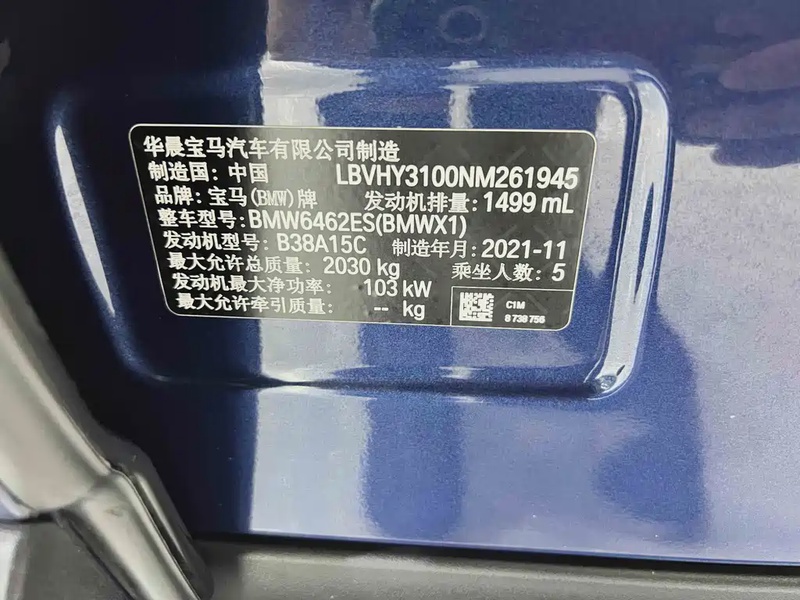 华晨宝马汽车有限公司制造
制造国: 中国 LBVHY3100NM261945
品牌: 宝马(BMW)牌 发动机排量: 1499 mL
整车型号: BMW6462ES(BMWX1)
发动机型号: B38A15C 制造年月: 2021-11
最大允许总质量: 2030 kg 乘坐人数: 5
发动机最大净功率: 103 kW
最大允许牵引质量: -- kg
C1M
8 738 756